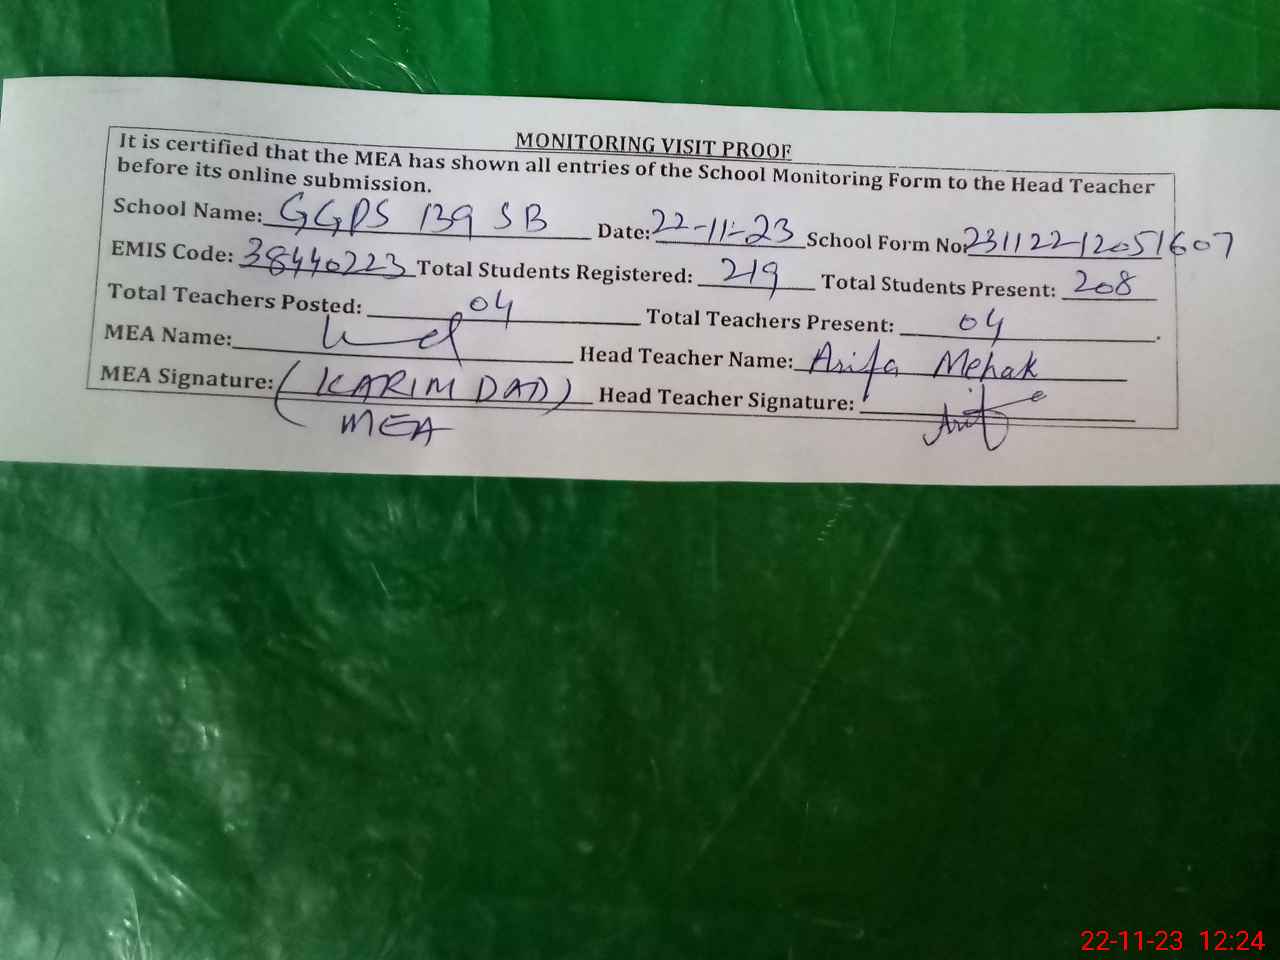 MONITORING VISIT PROOF
It is certified that the MEA has shown all entries of the School Monitoring Form to the Head Teacher
before its online submission.
School Name: GGPS 139 SB Date: 22-11-23 School Form No: 231122-12051607
EMIS Code: 38440223 Total Students Registered: 219 Total Students Present: 208
Total Teachers Posted: 04 Total Teachers Present: 04.
MEA Name: Head Teacher Name: Arifa Mehak
MEA Signature: (KARIM DAD) Head Teacher Signature:
MEA
22-11-23 12:24